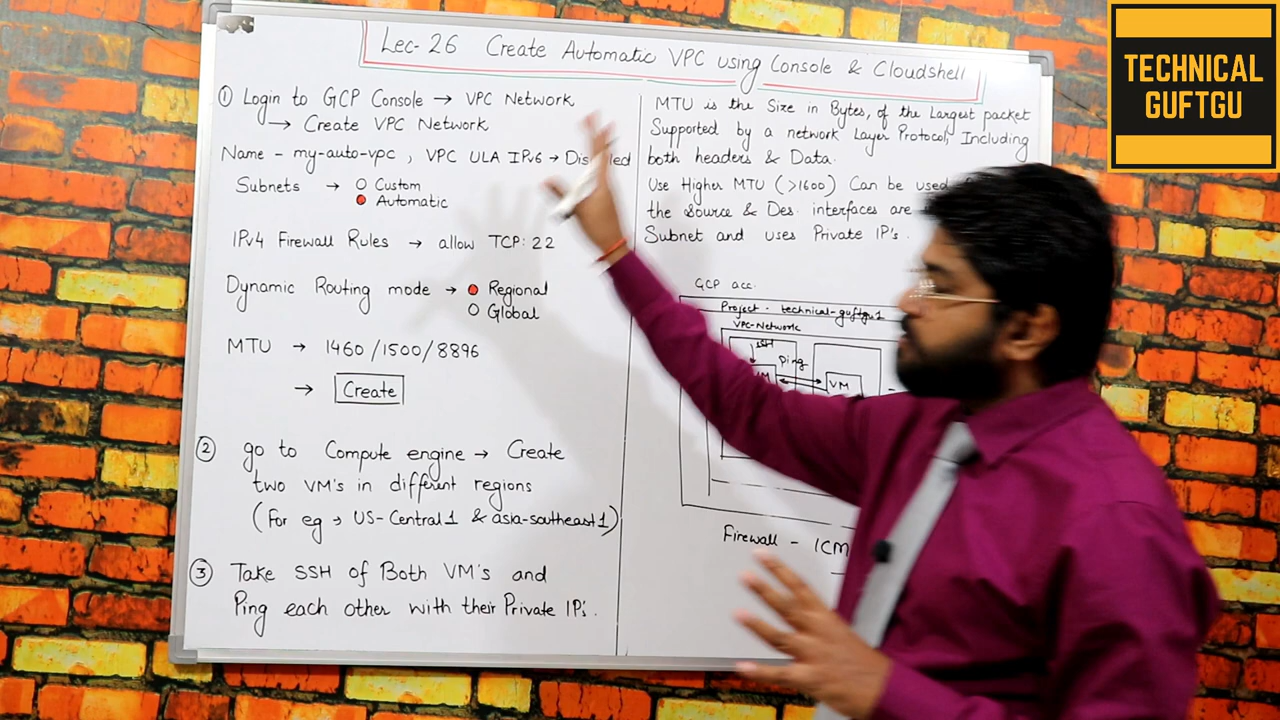 Lec-26 Create Automatic VPC using Console & Cloudshell
① Login to GCP Console → VPC Network
→ Create VPC Network
Name - my-auto-vpc , VPC ULA IPv6 →
Subnets → Custom
Automatic
IPv4 Firewall Rules → allow TCP: 22
Dynamic Routing mode → Regional
Global
MTU → 1460/1500/8896
→ Create
② go to Compute engine → Create
two VM's in different regions
(For eg → US-Central1 & asia-southeast1)
③ Take SSH of Both VM's and
Ping each other with their Private IP's.
MTU is the Size in Bytes, of the Largest packet
Supported by a network Layer Protocol, Including
both headers & Data.
Use Higher MTU (>1600) Can be used
the Source & Des. interfaces are
Subnet and uses Private IP's.
GCP acc.
Project - technical-guftgu1
VPC-Network
SSH
Ping
VM
Firewall -
TECHNICAL
GUFTGU